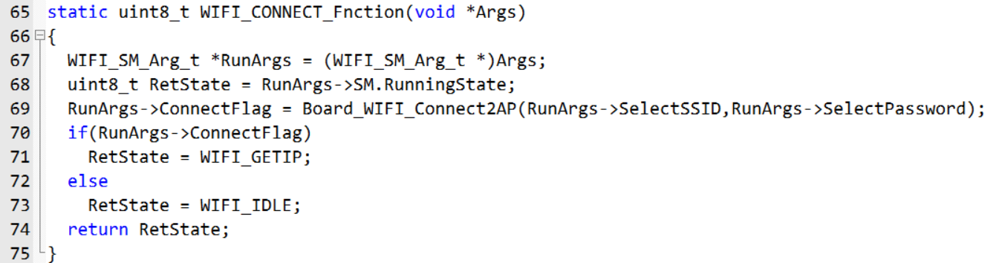 65 static uint8_t WIFI_CONNECT_Fnction(void *Args)
66 {
67 WIFI_SM_Arg_t *RunArgs = (WIFI_SM_Arg_t *)Args;
68 uint8_t RetState = RunArgs->SM.RunningState;
69 RunArgs->ConnectFlag = Board_WIFI_Connect2AP(RunArgs->SelectSSID,RunArgs->SelectPassword);
70 if(RunArgs->ConnectFlag)
71 RetState = WIFI_GETIP;
72 else
73 RetState = WIFI_IDLE;
74 return RetState;
75 }